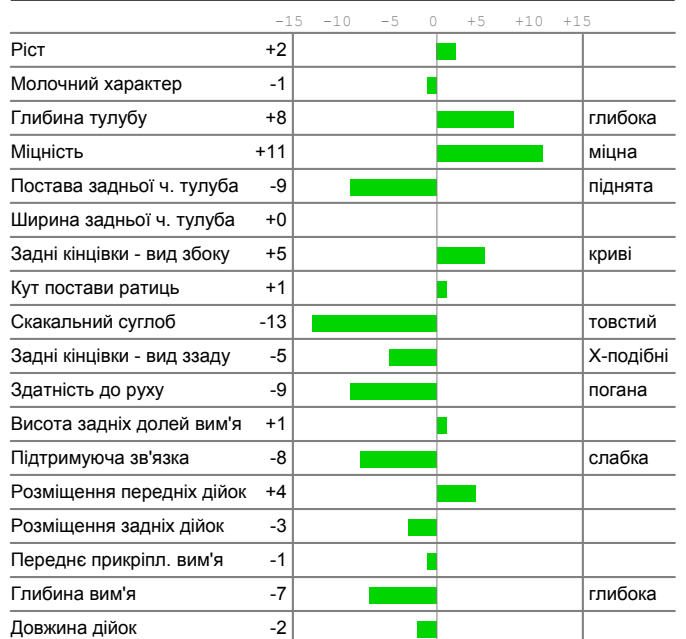 -15 -10 -5 0 +5 +10 +15
Ріст +2
Молочний характер -1
Глибина тулубу +8 глибока
Міцність +11 міцна
Постава задньої ч. тулуба -9 піднята
Ширина задньої ч. тулуба +0
Задні кінцівки - вид збоку +5 криві
Кут постави ратиць +1
Скакальний суглоб -13 товстий
Задні кінцівки - вид ззаду -5 Х-подібні
Здатність до руху -9 погана
Висота задніх долей вим'я +1
Підтримуюча зв'язка -8 слабка
Розміщення передніх дійок +4
Розміщення задніх дійок -3
Переднє прикріпл. вим'я -1
Глибина вим'я -7 глибока
Довжина дійок -2